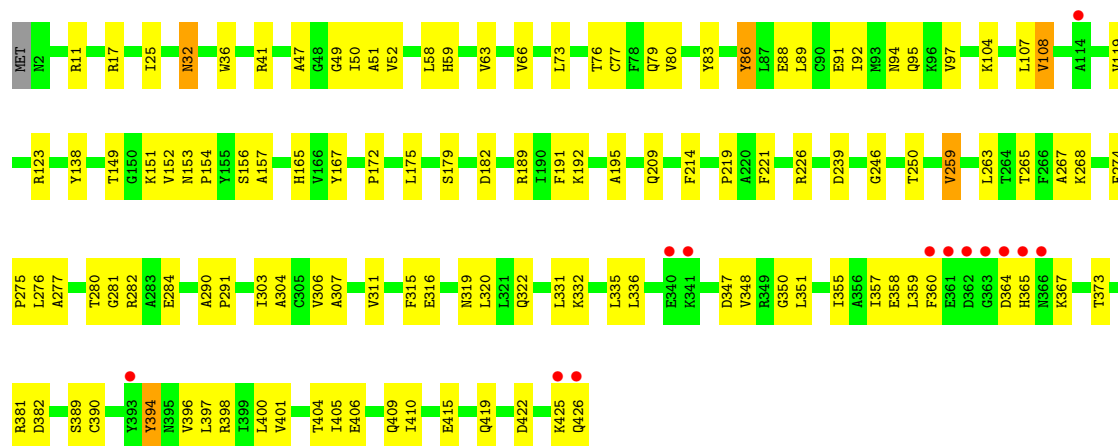 MET N2 R11 R17 I25 N32 W36 R41 A47 G48 G49 I50 A51 V52 L58 H59 V63 V66 L73 T76 C77 F78 Q79 V80 Y83 Y86 L87 E88 L89 C90 E91 I92 M93 N94 Q95 K96 V97 K104 L107 V108 A114 V119
R123 Y138 T149 G150 K151 V152 N153 P154 Y155 S156 A157 H165 V166 Y167 P172 L175 S179 D182 R189 I190 F191 K192 A195 Q209 F214 P219 A220 F221 R226 D239 G246 T250 V259 L263 T264 T265 F266 A267 K268
P275 L276 A277 T280 G281 R282 A283 E284 A290 P291 I303 A304 C305 V306 A307 V311 F315 E316 N319 L320 L321 Q322 L331 K332 L335 L336 E340 K341 D347 V348 R349 G350 L351 I355 A356 I357 E358 L359 F360 E361 D362 G363 D364 H365 N366 K367 T373
R381 D382 S389 C390 Y393 Y394 N395 V396 L397 R398 I399 L400 V401 T404 I405 E406 Q409 I410 E415 Q419 D422 K425 Q426